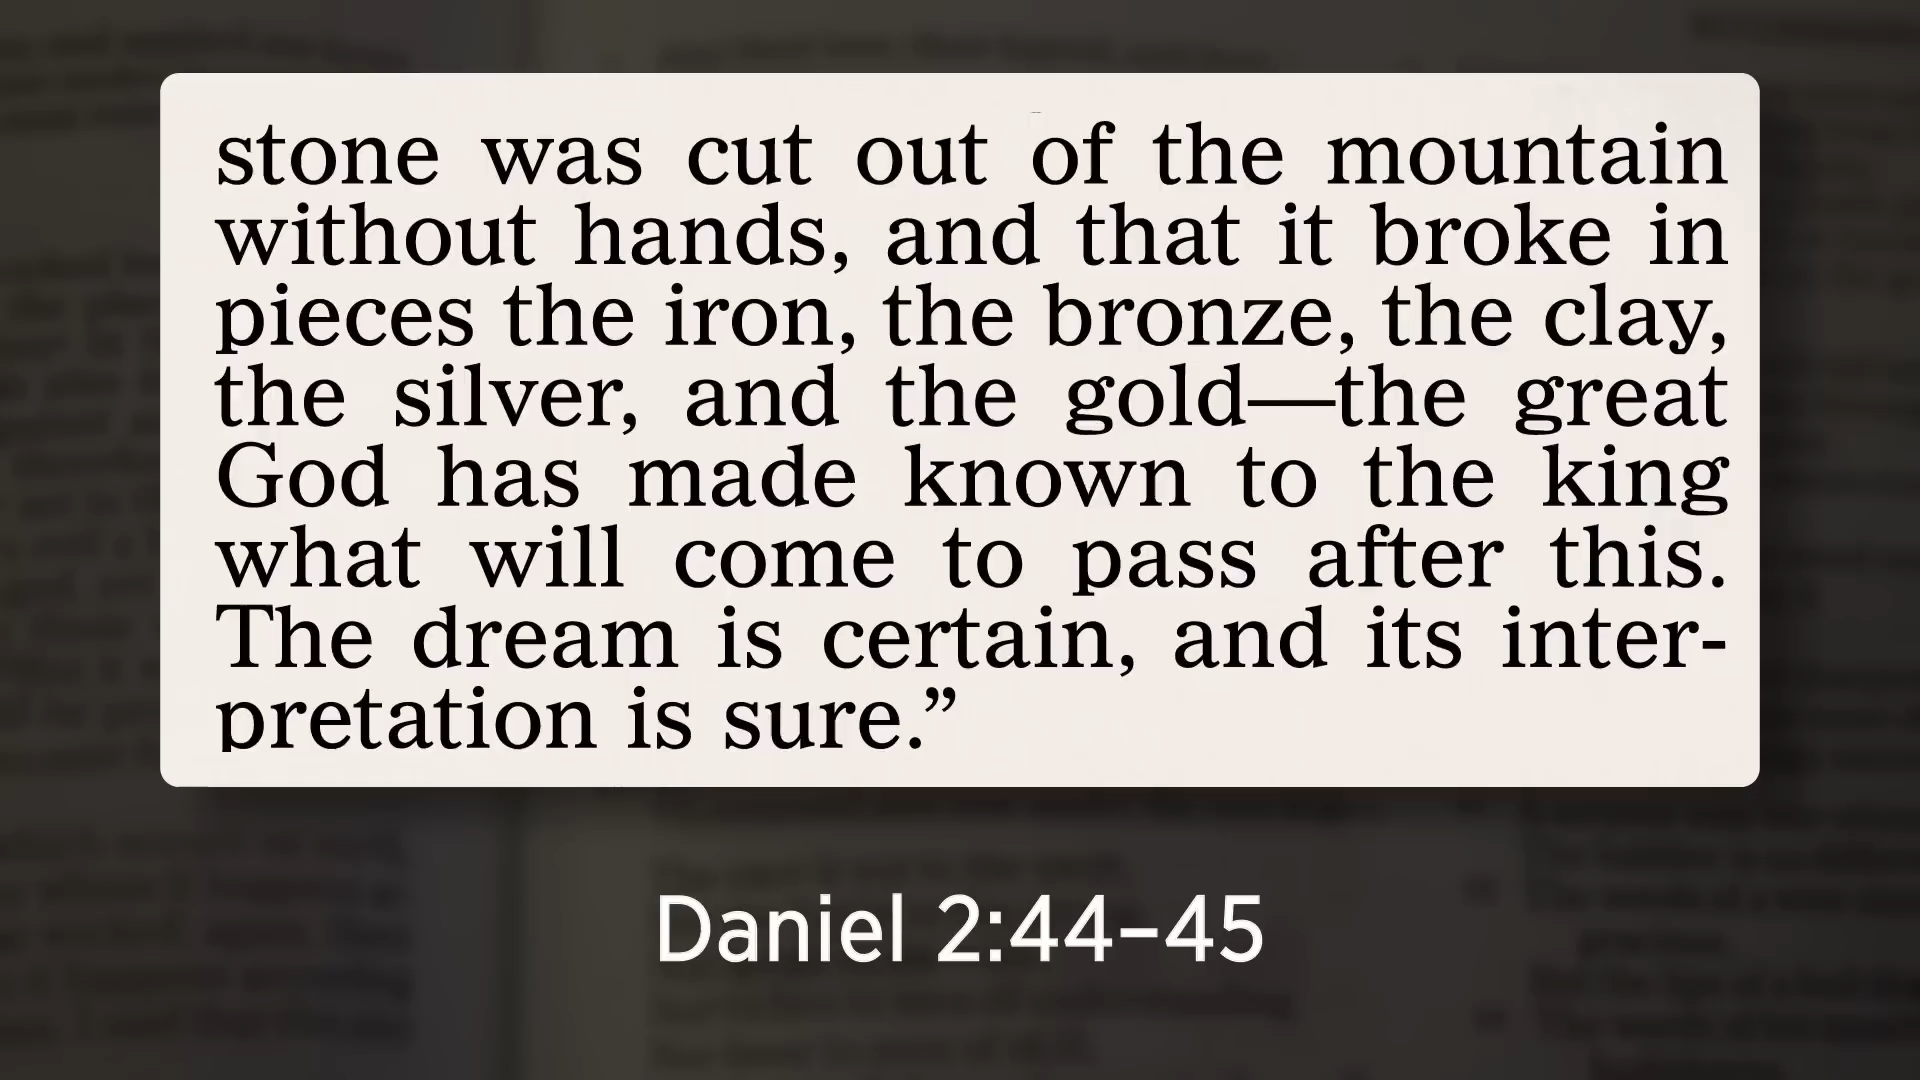 stone was cut out of the mountain
without hands, and that it broke in
pieces the iron, the bronze, the clay,
the silver, and the gold—the great
God has made known to the king
what will come to pass after this.
The dream is certain, and its inter-
pretation is sure.”
Daniel 2:44–45